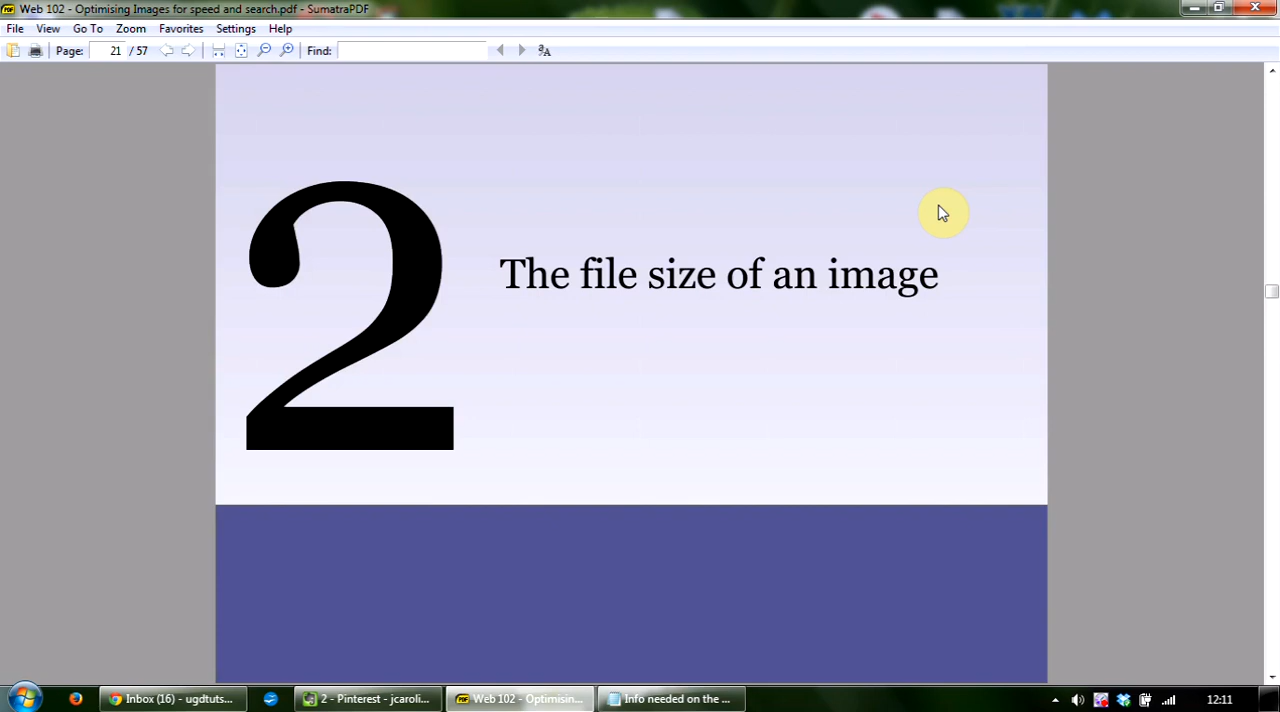 Web 102 - Optimising Images for speed and search.pdf - SumatraPDF
File View Go To Zoom Favorites Settings Help
Page: 21 / 57 Find:
2
The file size of an image
Inbox (16) - ugdtuts... 2 - Pinterest - jcaroli... Web 102 - Optimisin... Info needed on the ... 12:11